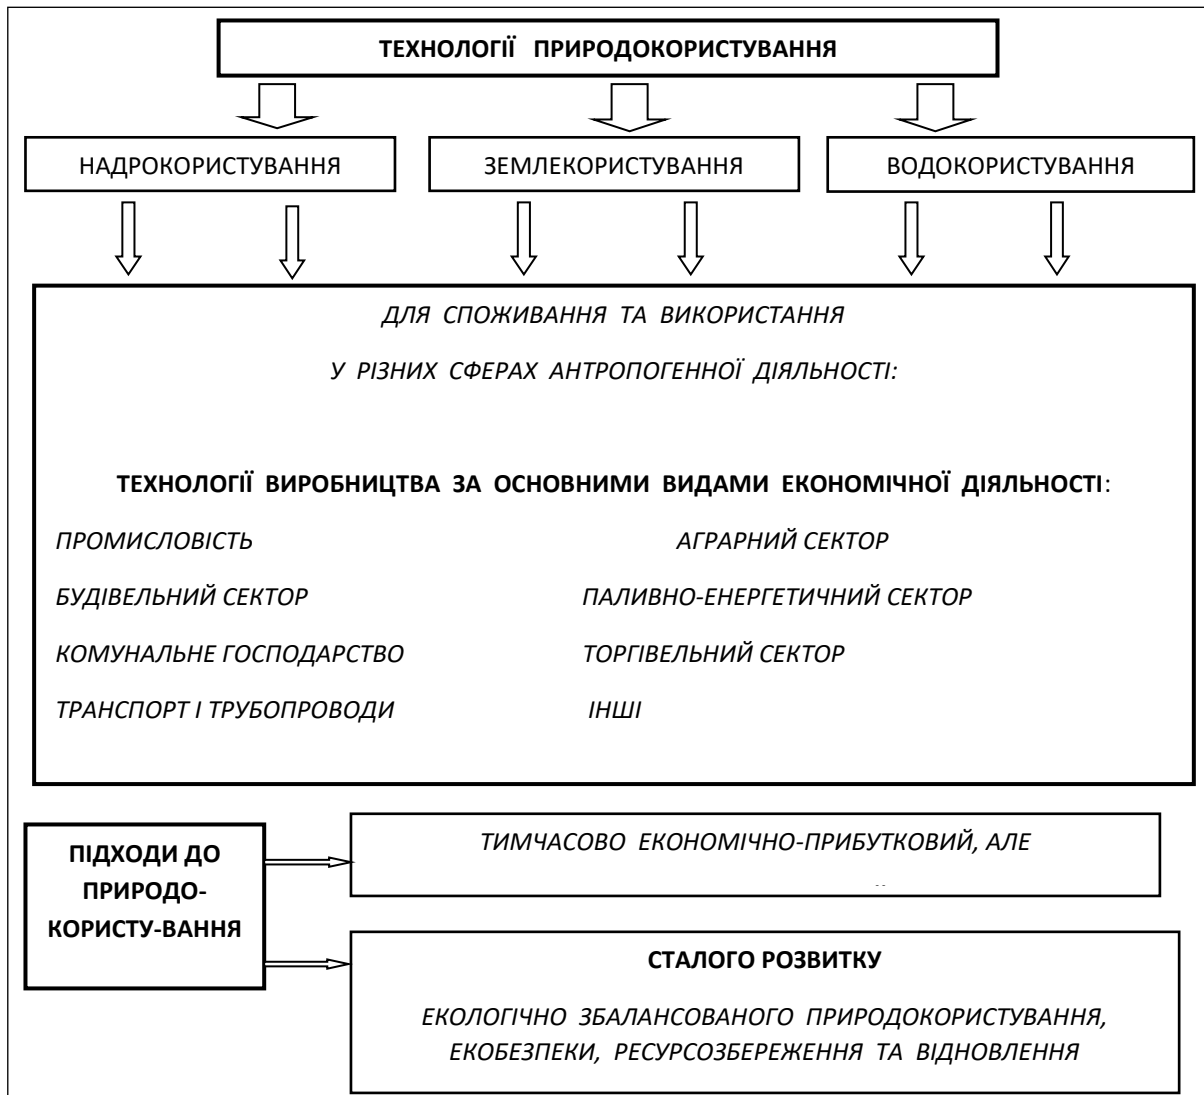 ТЕХНОЛОГІЇ ПРИРОДОКОРИСТУВАННЯ
НАДРОКОРИСТУВАННЯ
ЗЕМЛЕКОРИСТУВАННЯ
ВОДОКОРИСТУВАННЯ
ДЛЯ СПОЖИВАННЯ ТА ВИКОРИСТАННЯ
У РІЗНИХ СФЕРАХ АНТРОПОГЕННОЇ ДІЯЛЬНОСТІ:
ТЕХНОЛОГІЇ ВИРОБНИЦТВА ЗА ОСНОВНИМИ ВИДАМИ ЕКОНОМІЧНОЇ ДІЯЛЬНОСТІ:
ПРОМИСЛОВІСТЬ АГРАРНИЙ СЕКТОР
БУДІВЕЛЬНИЙ СЕКТОР ПАЛИВНО-ЕНЕРГЕТИЧНИЙ СЕКТОР
КОМУНАЛЬНЕ ГОСПОДАРСТВО ТОРГІВЕЛЬНИЙ СЕКТОР
ТРАНСПОРТ І ТРУБОПРОВОДИ ІНШІ
ПІДХОДИ ДО
ПРИРОДО-
КОРИСТУ-ВАННЯ
ТИМЧАСОВО ЕКОНОМІЧНО-ПРИБУТКОВИЙ, АЛЕ
СТАЛОГО РОЗВИТКУ
ЕКОЛОГІЧНО ЗБАЛАНСОВАНОГО ПРИРОДОКОРИСТУВАННЯ,
ЕКОБЕЗПЕКИ, РЕСУРСОЗБЕРЕЖЕННЯ ТА ВІДНОВЛЕННЯ